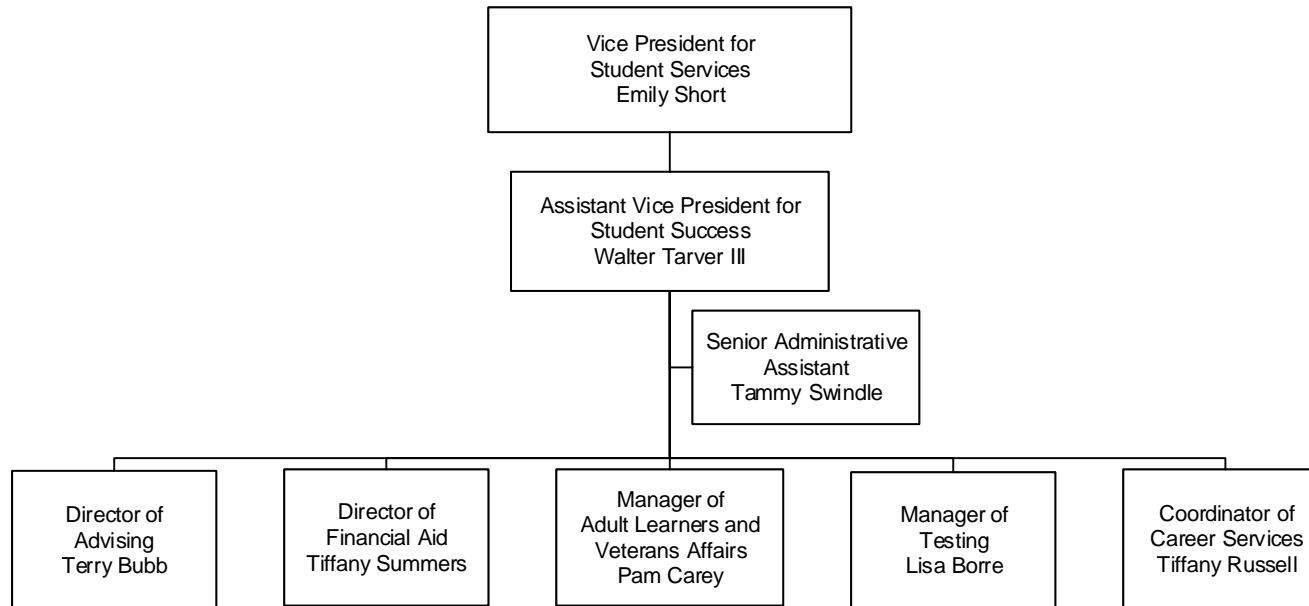 Vice President for
Student Services
Emily Short
Assistant Vice President for
Student Success
Walter Tarver III
Senior Administrative
Assistant
Tammy Swindle
Director of
Advising
Terry Bubb
Director of
Financial Aid
Tiffany Summers
Manager of
Adult Learners and
Veterans Affairs
Pam Carey
Manager of
Testing
Lisa Borre
Coordinator of
Career Services
Tiffany Russell